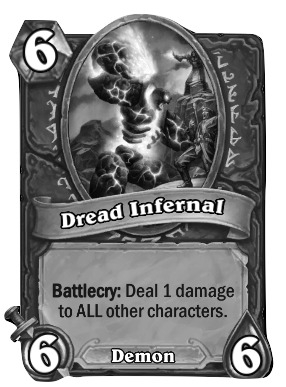 6
Dread Infernal
Battlecry: Deal 1 damage
to ALL other characters.
6
Demon
6